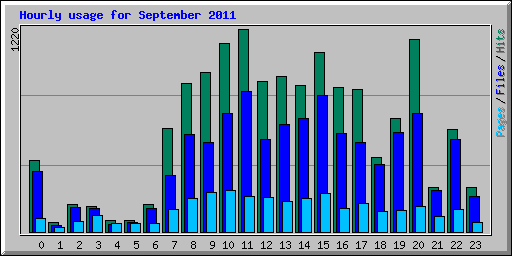 Hourly usage for September 2011
1220
Pages/Files/Hits
0 1 2 3 4 5 6 7 8 9 10 11 12 13 14 15 16 17 18 19 20 21 22 23